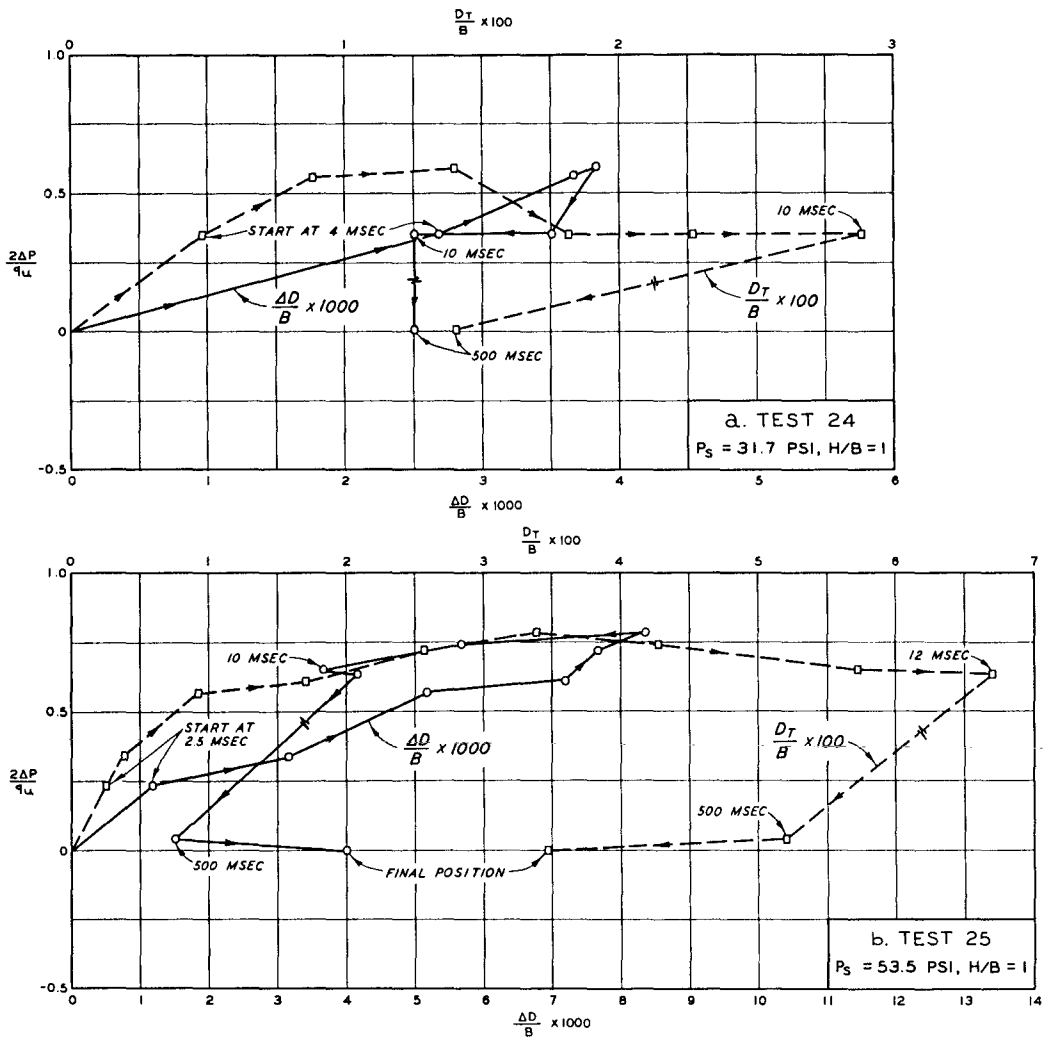 D_T/B ×100
0 1 2 3
1.0
0.5
2ΔP/qu
0
-0.5
START AT 4 MSEC
10 MSEC
10 MSEC
ΔD/B ×1000
D_T/B ×100
500 MSEC
a. TEST 24
P_S = 31.7 PSI, H/B=1
0 1 2 3 4 5 6
ΔD/B ×1000
D_T/B ×100
0 1 2 3 4 5 6 7
1.0
0.5
2ΔP/qu
0
-0.5
10 MSEC
12 MSEC
START AT
2.5 MSEC
ΔD/B ×1000
D_T/B ×100
500 MSEC
500 MSEC
FINAL POSITION
b. TEST 25
P_S = 53.5 PSI, H/B=1
0 1 2 3 4 5 6 7 8 9 10 11 12 13 14
ΔD/B ×1000